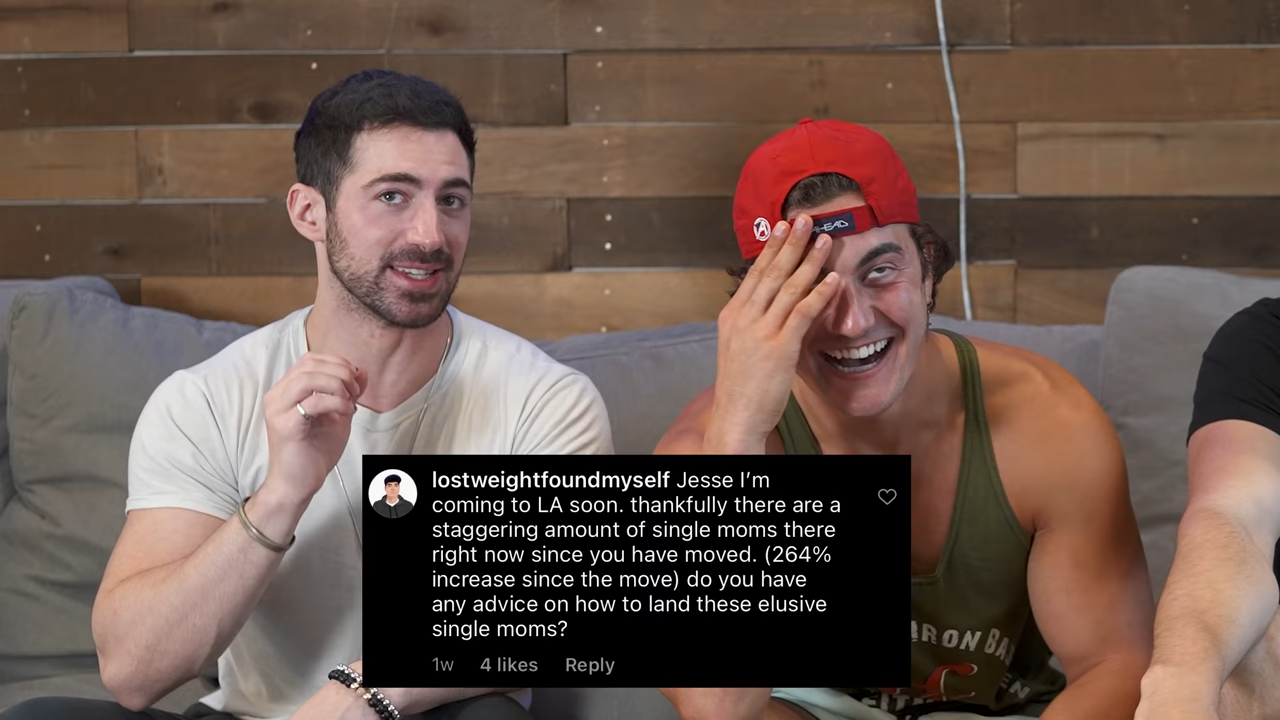 AHEAD
lostweightfoundmyself Jesse I’m
coming to LA soon. thankfully there are a
staggering amount of single moms there
right now since you have moved. (264%
increase since the move) do you have
any advice on how to land these elusive
single moms?
1w 4 likes Reply